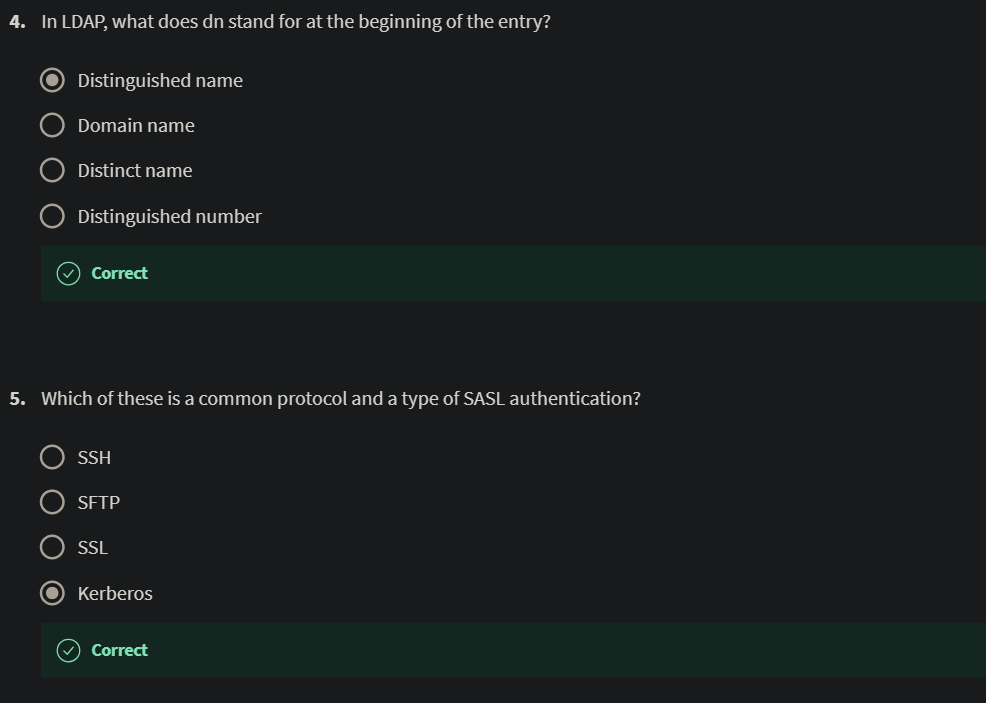 4. In LDAP, what does dn stand for at the beginning of the entry?
Distinguished name
Domain name
Distinct name
Distinguished number
Correct
5. Which of these is a common protocol and a type of SASL authentication?
SSH
SFTP
SSL
Kerberos
Correct